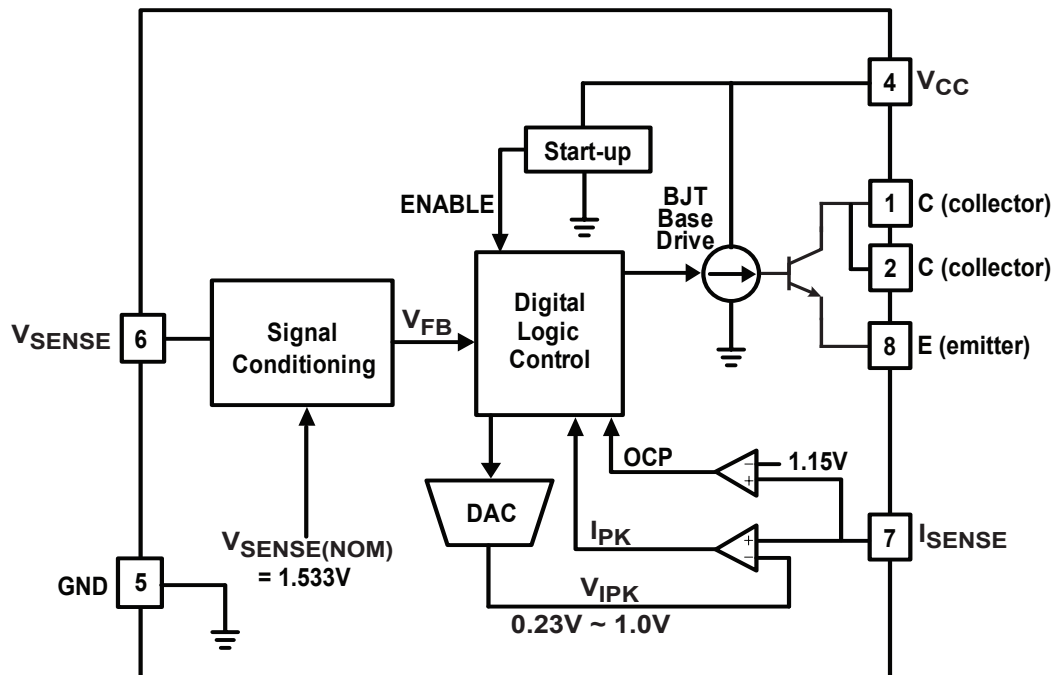 4
VCC
Start-up
ENABLE
BJT
Base
Drive
1
C (collector)
2
C (collector)
8
E (emitter)
VSENSE
6
Signal
Conditioning
VFB
Digital
Logic
Control
OCP
−
+
1.15V
DAC
IPK
+
−
7
ISENSE
VSENSE(NOM)
= 1.533V
GND
5
VIPK
0.23V ~ 1.0V